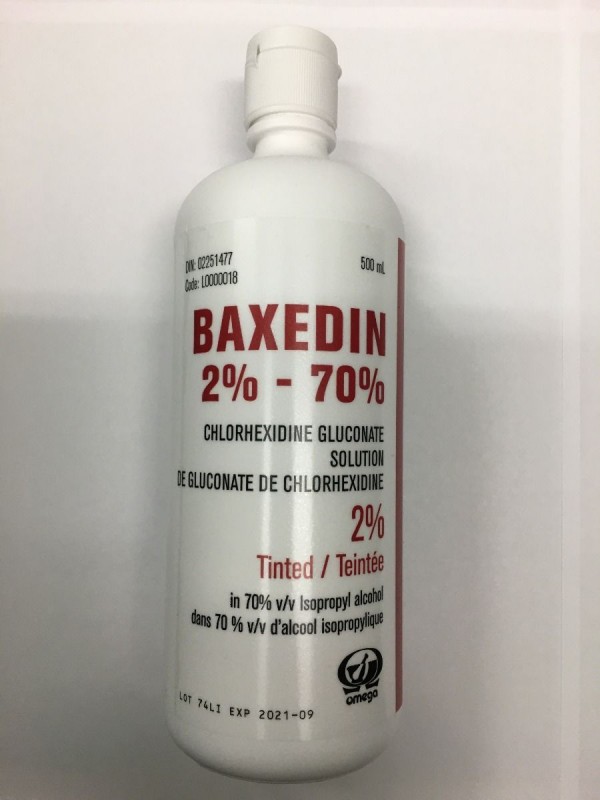 DIN: 02251477
Code: L0000018
500 mL
BAXEDIN
2% - 70%
CHLORHEXIDINE GLUCONATE
SOLUTION
DE GLUCONATE DE CHLORHEXIDINE
2%
Tinted / Teintée
in 70% v/v Isopropyl alcohol
dans 70 % v/v d'alcool isopropylique
omega
LOT 74LI EXP 2021-09